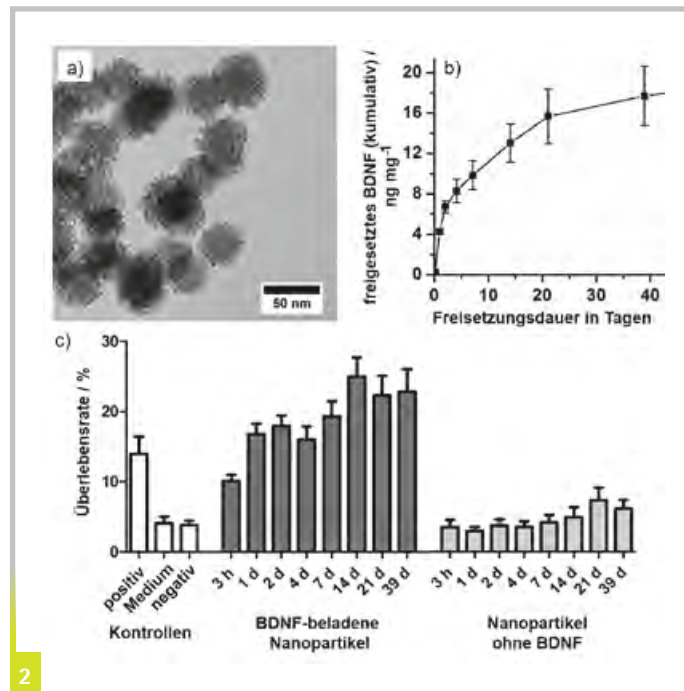 a)
50 nm
b)
freigesetztes BDNF (kumulativ) /
ng mg⁻¹
20
16
12
8
4
0
0 10 20 30 40
Freisetzungsdauer in Tagen
c)
Überlebensrate / %
30
20
10
0
positiv
Medium
negativ
3 h
1 d
2 d
4 d
7 d
14 d
21 d
39 d
3 h
1 d
2 d
4 d
7 d
14 d
21 d
39 d
Kontrollen
BDNF-beladene
Nanopartikel
Nanopartikel
ohne BDNF
2